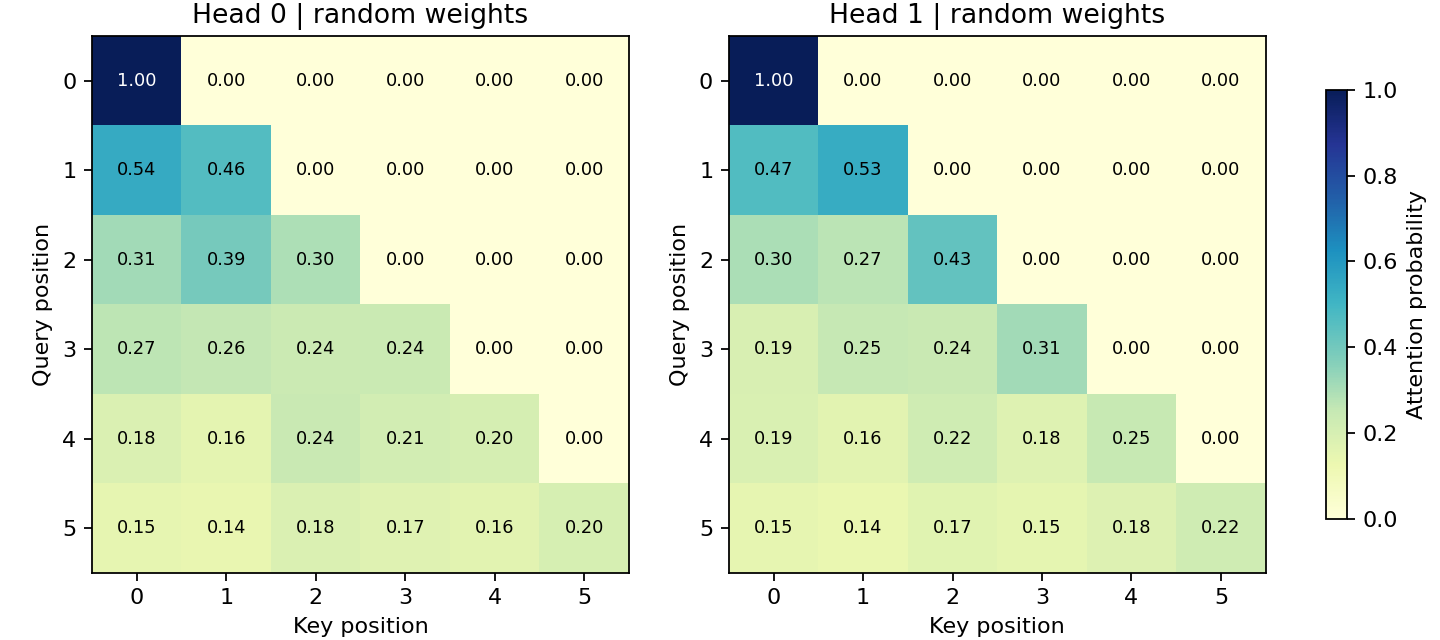 Head 0 | random weights
0 1.00 0.00 0.00 0.00 0.00 0.00
1 0.54 0.46 0.00 0.00 0.00 0.00
2 0.31 0.39 0.30 0.00 0.00 0.00
3 0.27 0.26 0.24 0.24 0.00 0.00
4 0.18 0.16 0.24 0.21 0.20 0.00
5 0.15 0.14 0.18 0.17 0.16 0.20
0 1 2 3 4 5
Key position
Query position
Head 1 | random weights
0 1.00 0.00 0.00 0.00 0.00 0.00
1 0.47 0.53 0.00 0.00 0.00 0.00
2 0.30 0.27 0.43 0.00 0.00 0.00
3 0.19 0.25 0.24 0.31 0.00 0.00
4 0.19 0.16 0.22 0.18 0.25 0.00
5 0.15 0.14 0.17 0.15 0.18 0.22
0 1 2 3 4 5
Key position
Query position
1.0
0.8
0.6
0.4
0.2
0.0
Attention probability